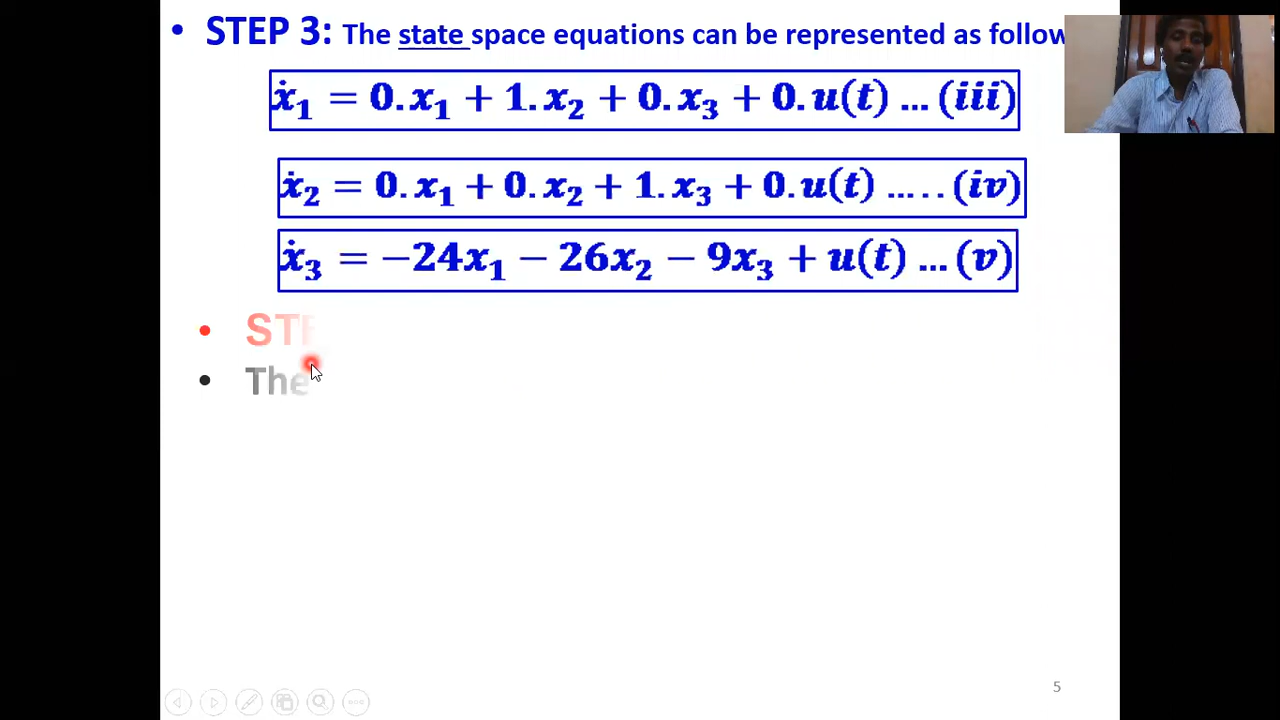 • STEP 3: The state space equations can be represented as follow
ẋ₁ = 0.x₁ + 1.x₂ + 0.x₃ + 0.u(t) ... (iii)
ẋ₂ = 0.x₁ + 0.x₂ + 1.x₃ + 0.u(t) ..... (iv)
ẋ₃ = −24x₁ − 26x₂ − 9x₃ + u(t) ... (v)
• STE
• The
5